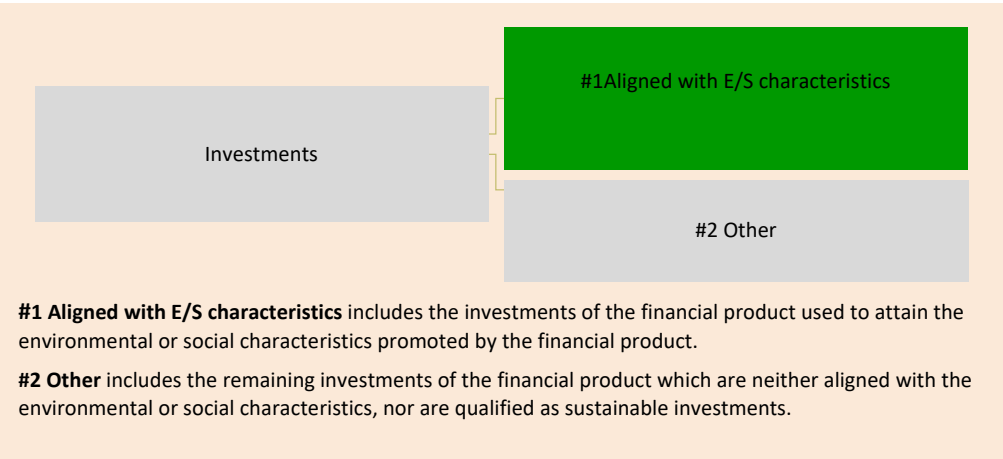 #1Aligned with E/S characteristics
Investments
#2 Other
#1 Aligned with E/S characteristics includes the investments of the financial product used to attain the
environmental or social characteristics promoted by the financial product.
#2 Other includes the remaining investments of the financial product which are neither aligned with the
environmental or social characteristics, nor are qualified as sustainable investments.